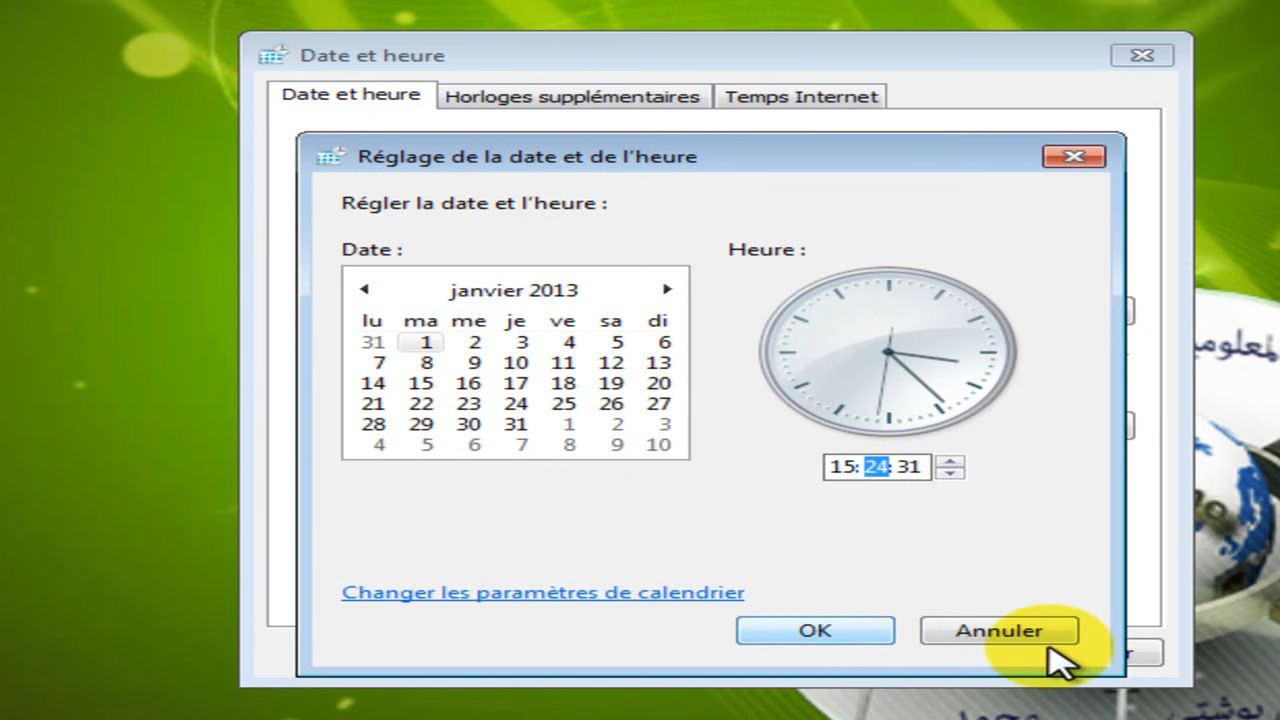 Date et heure
Date et heure Horloges supplémentaires Temps Internet
Réglage de la date et de l'heure
Régler la date et l'heure :
Date : Heure :
janvier 2013
lu ma me je ve sa di
31 1 2 3 4 5 6
7 8 9 10 11 12 13
14 15 16 17 18 19 20
21 22 23 24 25 26 27
28 29 30 31 1 2 3
4 5 6 7 8 9 10
15:24:31
Changer les paramètres de calendrier
OK Annuler